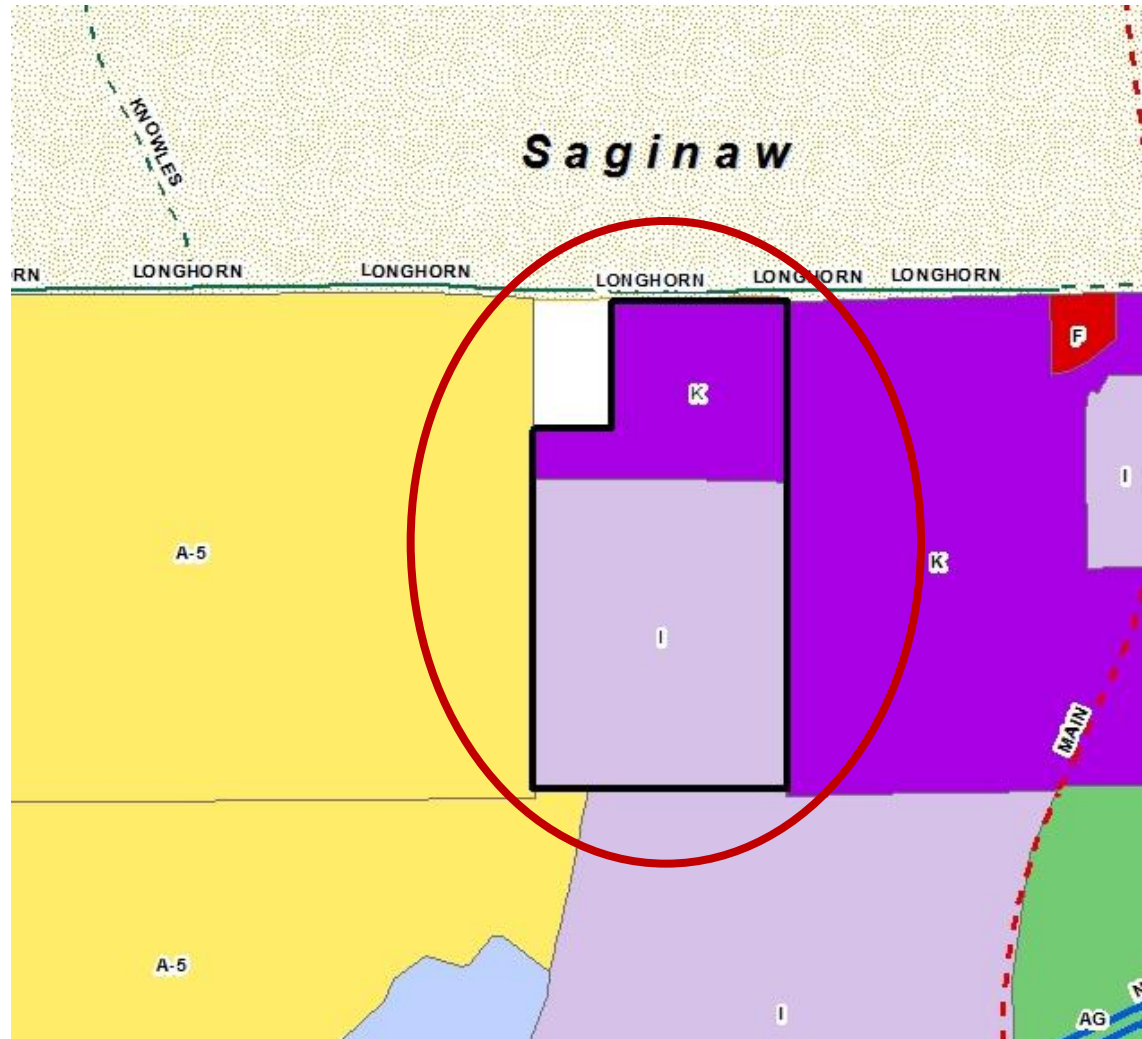 KNOWLES
Saginaw
RN
LONGHORN
LONGHORN
LONGHORN
LONGHORN
LONGHORN
F
K
I
A-5
K
I
MAIN
A-5
I
AG
N